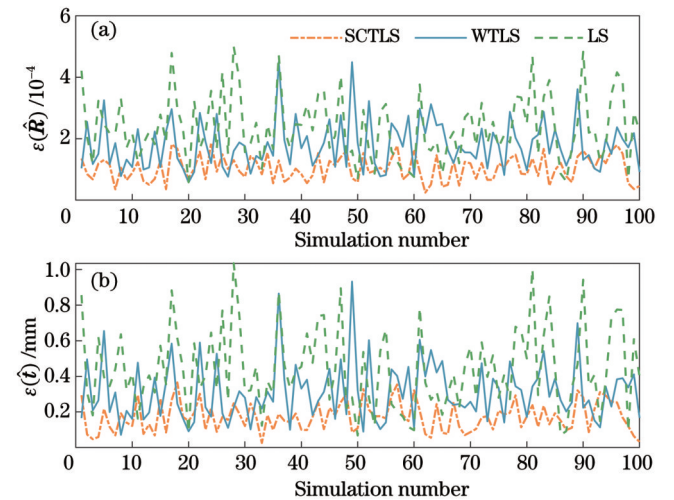 (a)
SCTLS WTLS LS
6
4
2
0
ε(R̂) /10⁻⁴
0 10 20 30 40 50 60 70 80 90 100
Simulation number
(b)
1.0
0.8
0.6
0.4
0.2
ε(t̂) /mm
0 10 20 30 40 50 60 70 80 90 100
Simulation number